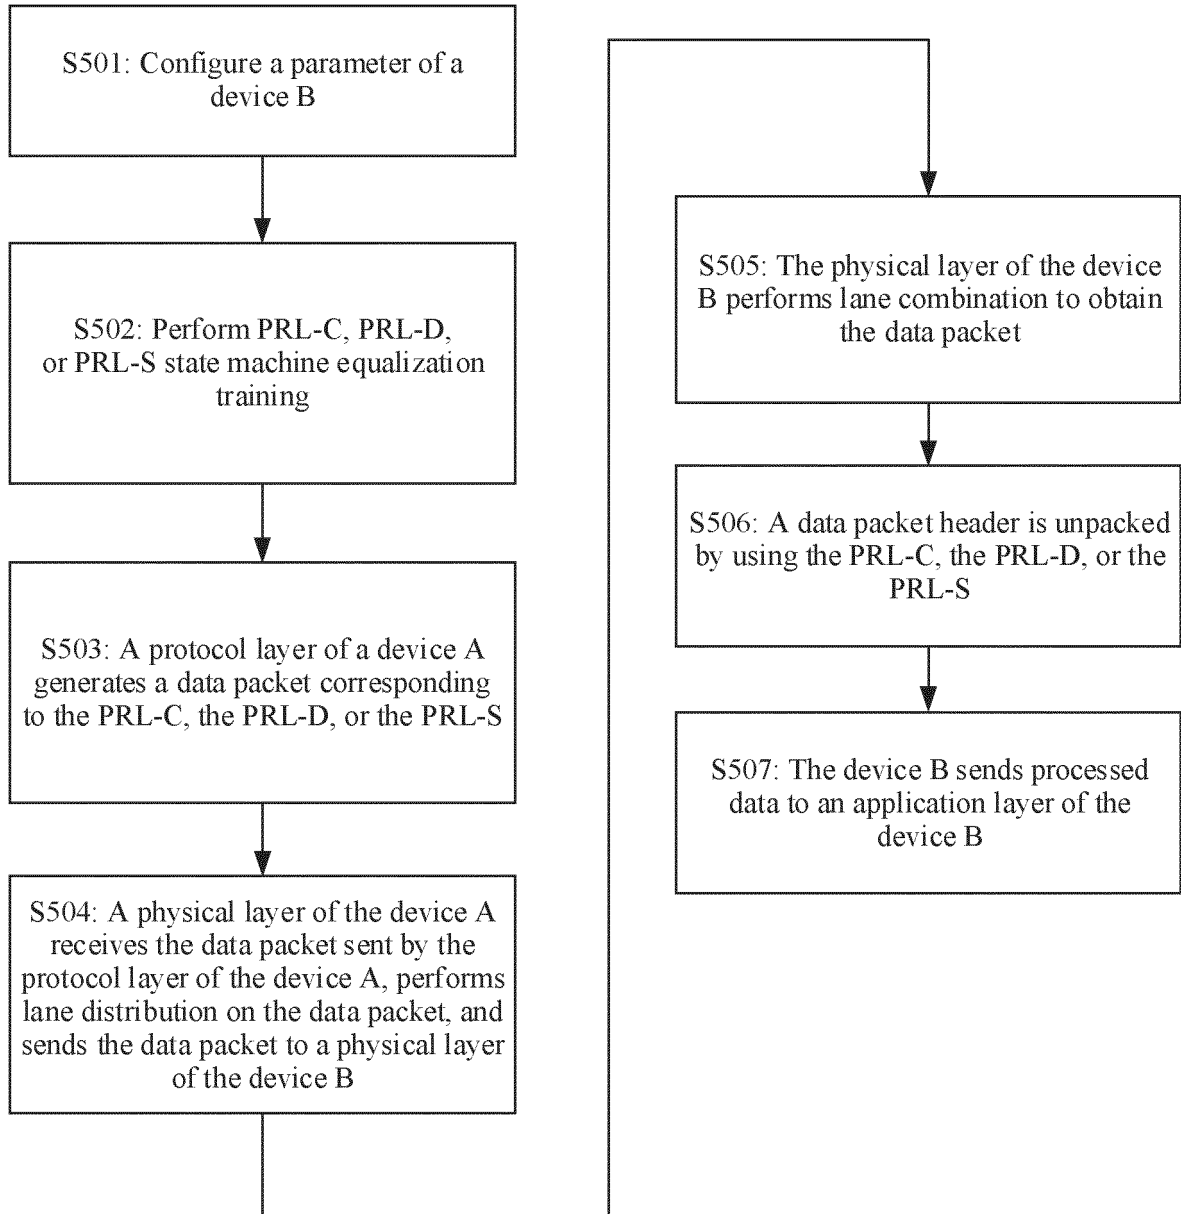 S501: Configure a parameter of a
device B
S502: Perform PRL-C, PRL-D,
or PRL-S state machine equalization
training
S503: A protocol layer of a device A
generates a data packet corresponding
to the PRL-C, the PRL-D, or the PRL-S
S504: A physical layer of the device A
receives the data packet sent by the
protocol layer of the device A, performs
lane distribution on the data packet, and
sends the data packet to a physical layer
of the device B
S505: The physical layer of the device
B performs lane combination to obtain
the data packet
S506: A data packet header is unpacked
by using the PRL-C, the PRL-D, or the
PRL-S
S507: The device B sends processed
data to an application layer of the
device B